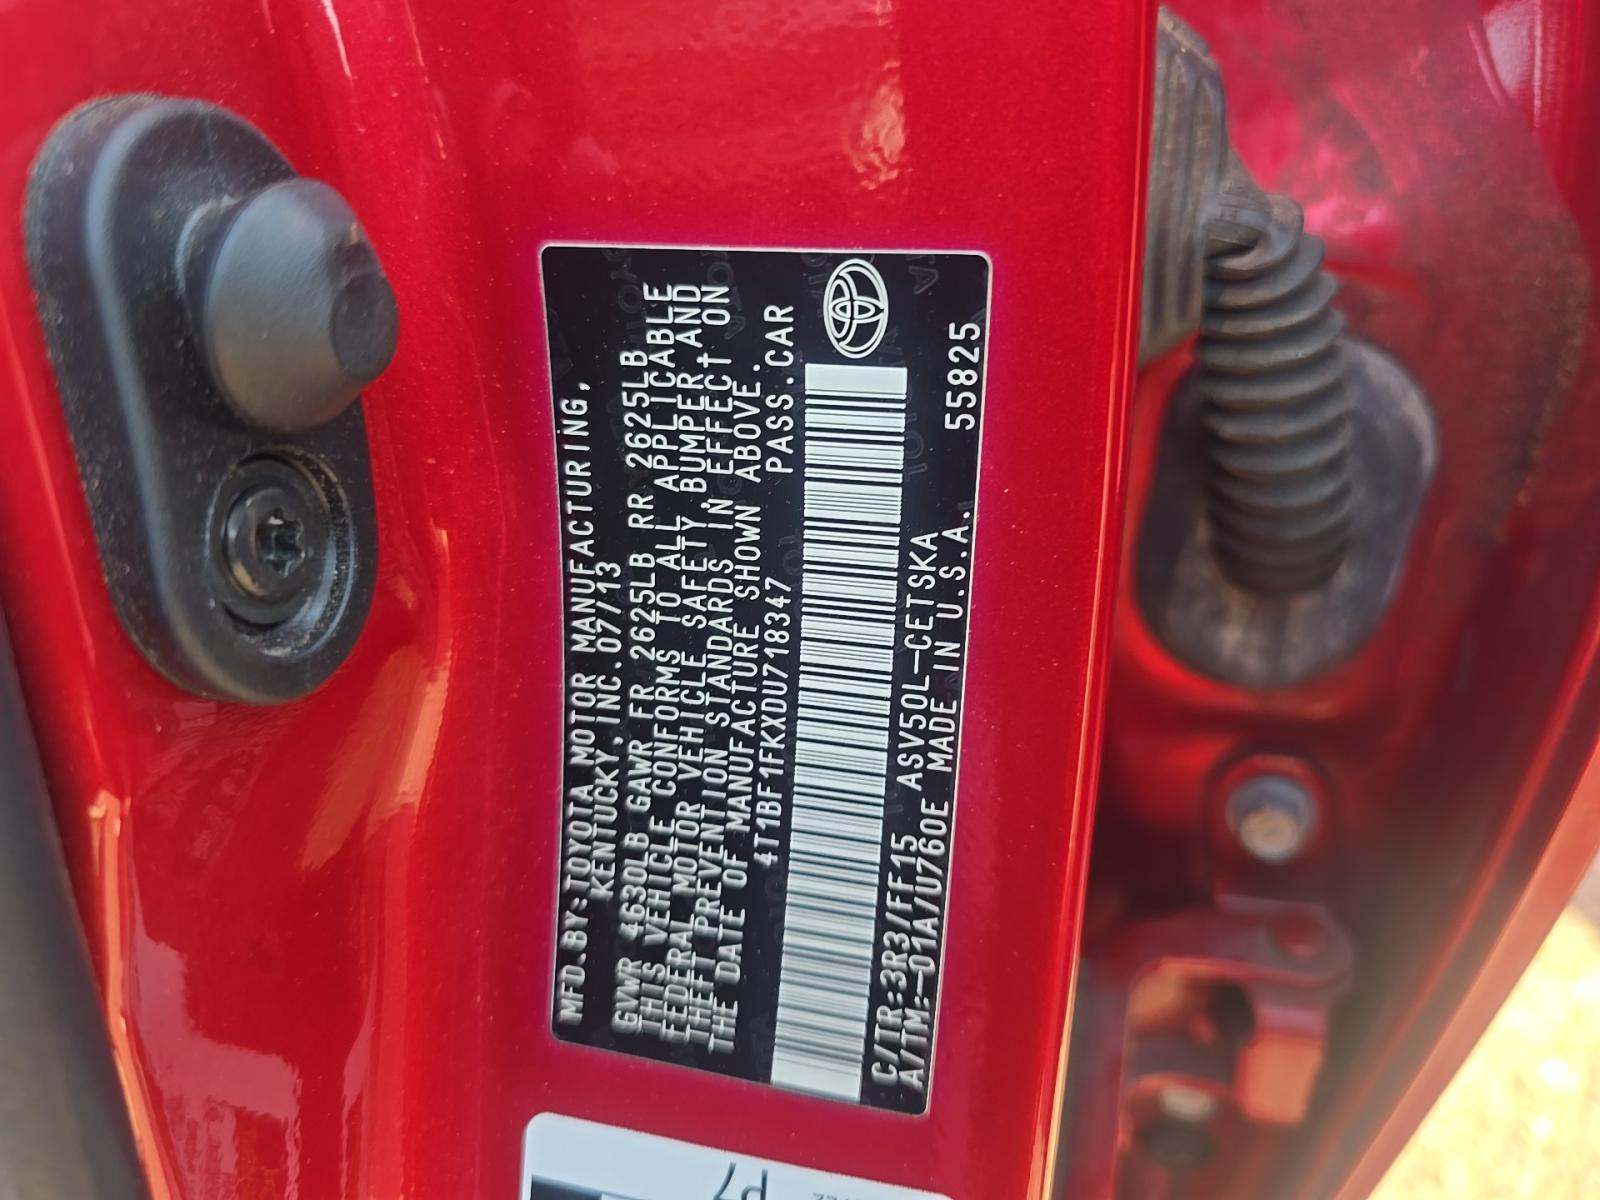 MFD.BY:TOYOTA MOTOR MANUFACTURING,
KENTUCKY,INC.07/13
GVWR 4630LB GAWR FR 2625LB RR 2625LB
THIS VEHICLE CONFORMS TO ALL APPLICABLE
FEDERAL MOTOR VEHICLE SAFETY,BUMPER,AND
THEFT PREVENTION STANDARDS IN EFFECT ON
THE DATE OF MANUFACTURE SHOWN ABOVE.
4T1BF1FKXDU718347 PASS.CAR
C/TR:3R3/FF15 ASV50L-CETSKA
A/TM:-01A/U760E MADE IN U.S.A. 55825